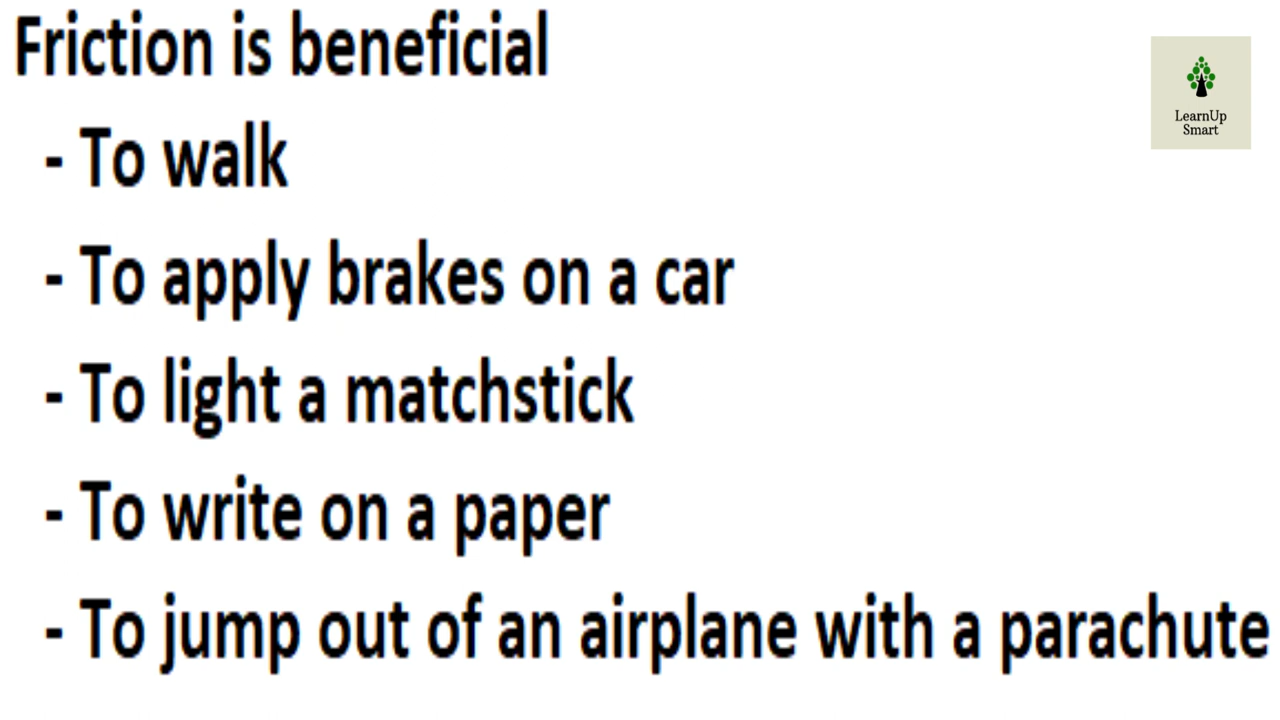 Friction is beneficial
- To walk
- To apply brakes on a car
- To light a matchstick
- To write on a paper
- To jump out of an airplane with a parachute
LearnUp
Smart